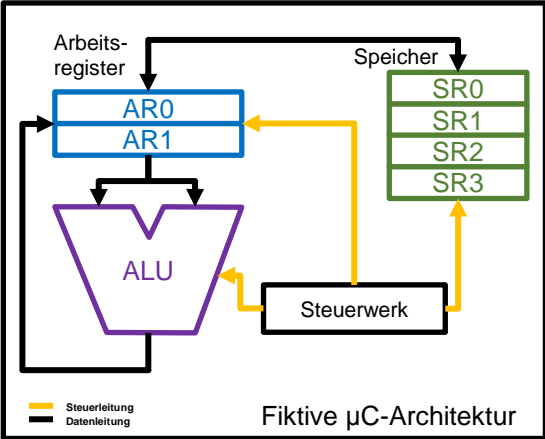 Arbeits-
register
Speicher
AR0
AR1
SR0
SR1
SR2
SR3
ALU
Steuerwerk
Steuerleitung
Datenleitung
Fiktive µC-Architektur